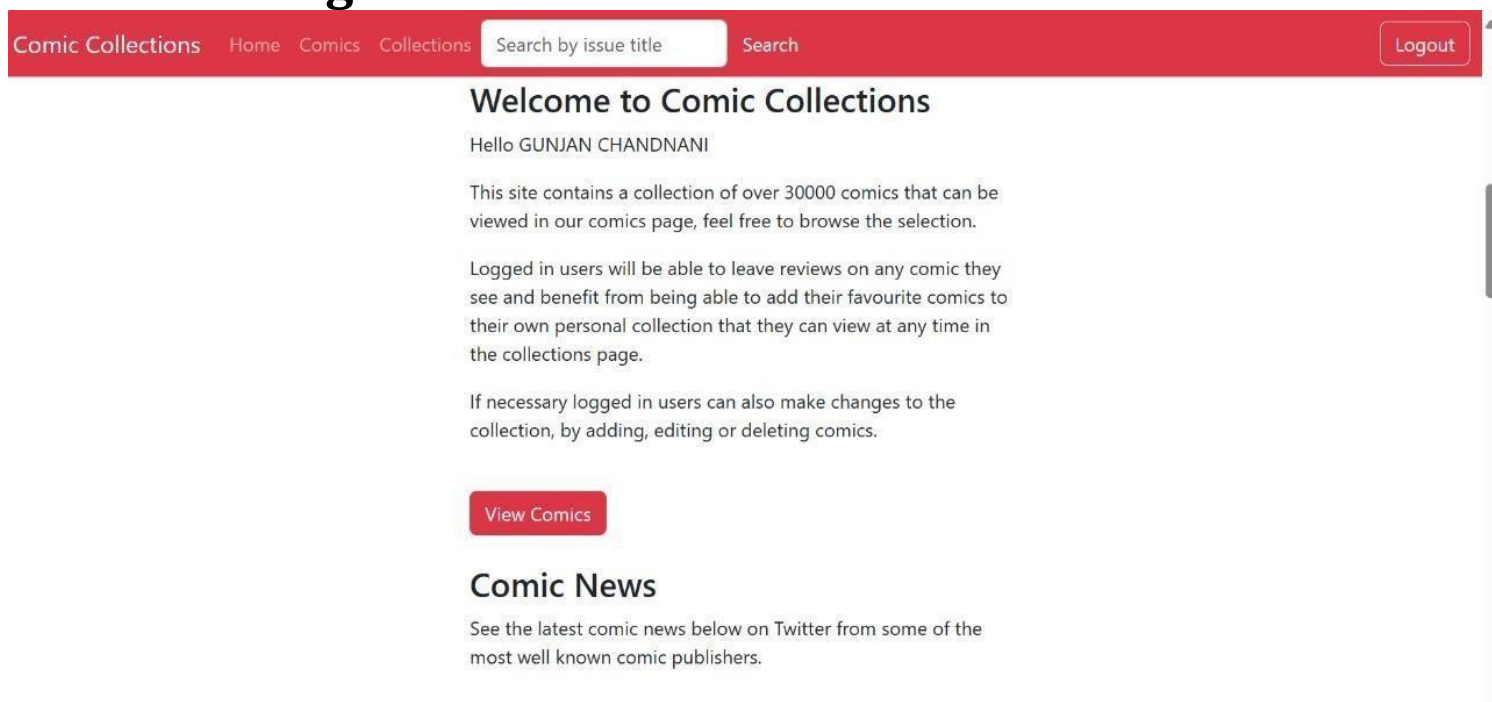 Comic Collections Home Comics Collections Search by issue title Search Logout
Welcome to Comic Collections
Hello GUNJAN CHANDNANI
This site contains a collection of over 30000 comics that can be
viewed in our comics page, feel free to browse the selection.
Logged in users will be able to leave reviews on any comic they
see and benefit from being able to add their favourite comics to
their own personal collection that they can view at any time in
the collections page.
If necessary logged in users can also make changes to the
collection, by adding, editing or deleting comics.
View Comics
Comic News
See the latest comic news below on Twitter from some of the
most well known comic publishers.